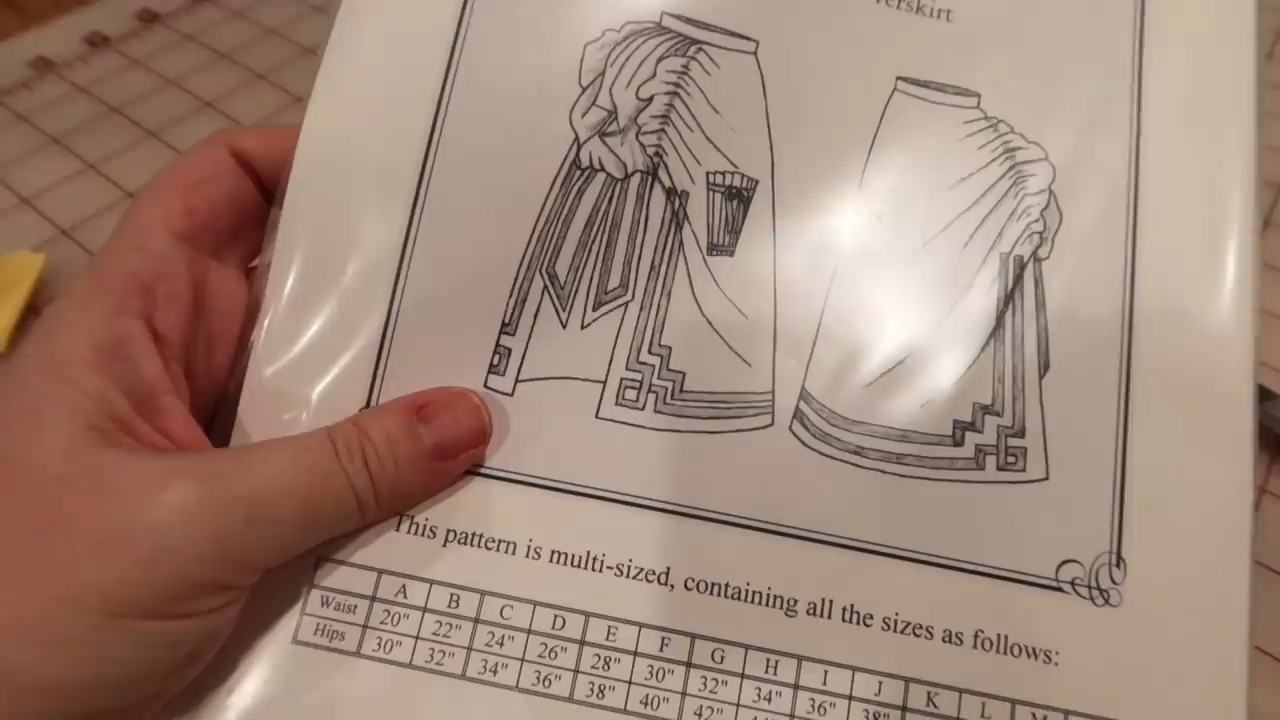 This pattern is multi-sized, containing all the sizes as follows:
A B C D E F G H I J K L M
Waist 20" 22" 24" 26" 28" 30" 32" 34" 36" 38"
Hips 30" 32" 34" 36" 38" 40" 42"